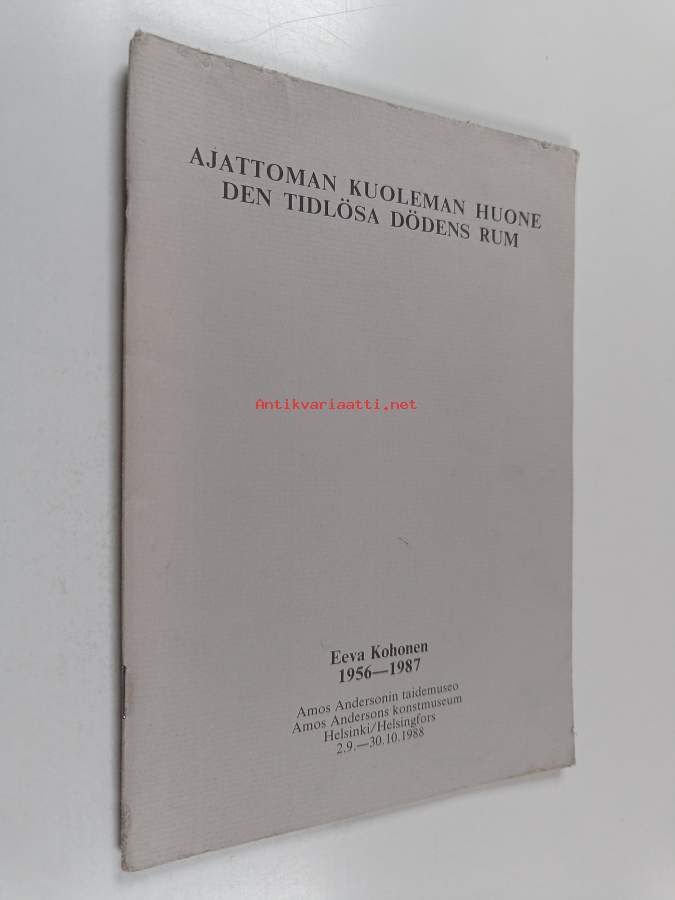 AJATTOMAN KUOLEMAN HUONE
DEN TIDLÖSA DÖDENS RUM
Antikvariaatti.net
Eeva Kohonen
1956—1987
Amos Andersonin taidemuseo
Amos Andersons konstmuseum
Helsinki/Helsingfors
2.9.—30.10.1988